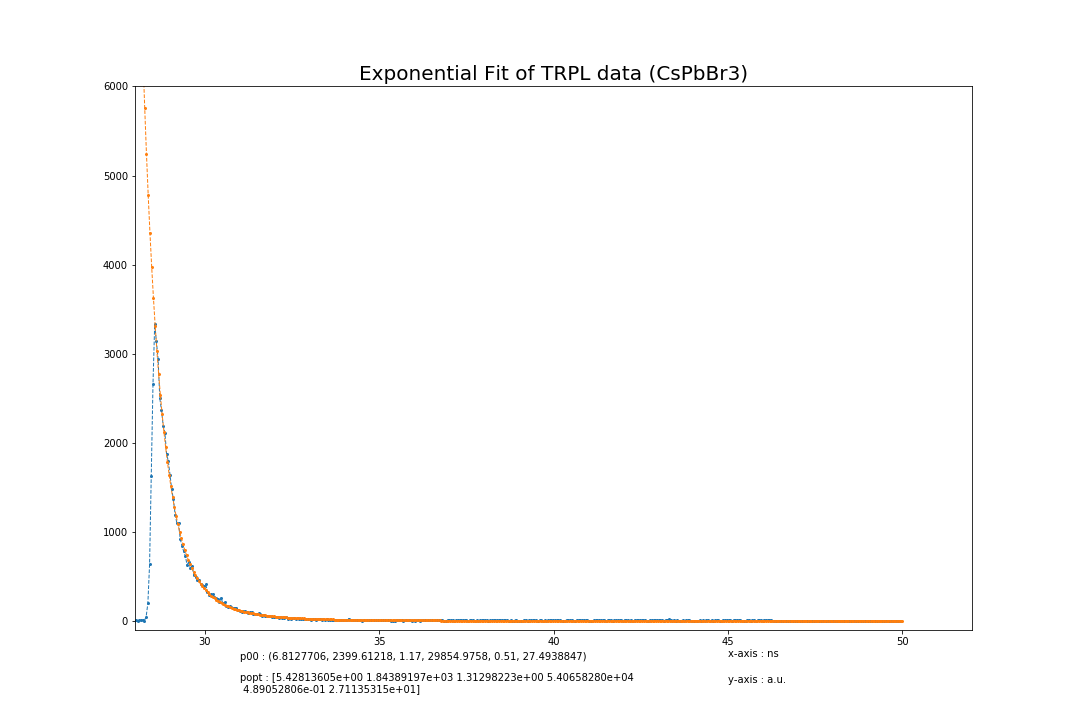 Exponential Fit of TRPL data (CsPbBr3)
6000
5000
4000
3000
2000
1000
0
30 35 40 45 50
p00 : (6.8127706, 2399.61218, 1.17, 29854.9758, 0.51, 27.4938847)
x-axis : ns
popt : [5.42813605e+00 1.84389197e+03 1.31298223e+00 5.40658280e+04
4.89052806e-01 2.71135315e+01]
y-axis : a.u.